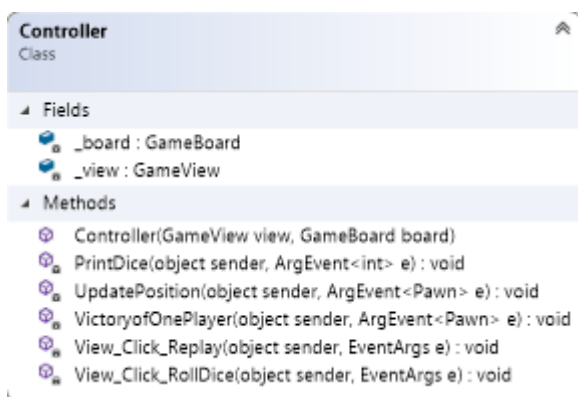 Controller
Class
Fields
_board : GameBoard
_view : GameView
Methods
Controller(GameView view, GameBoard board)
PrintDice(object sender, ArgEvent<int> e) : void
UpdatePosition(object sender, ArgEvent<Pawn> e) : void
VictoryofOnePlayer(object sender, ArgEvent<Pawn> e) : void
View_Click_Replay(object sender, EventArgs e) : void
View_Click_RollDice(object sender, EventArgs e) : void